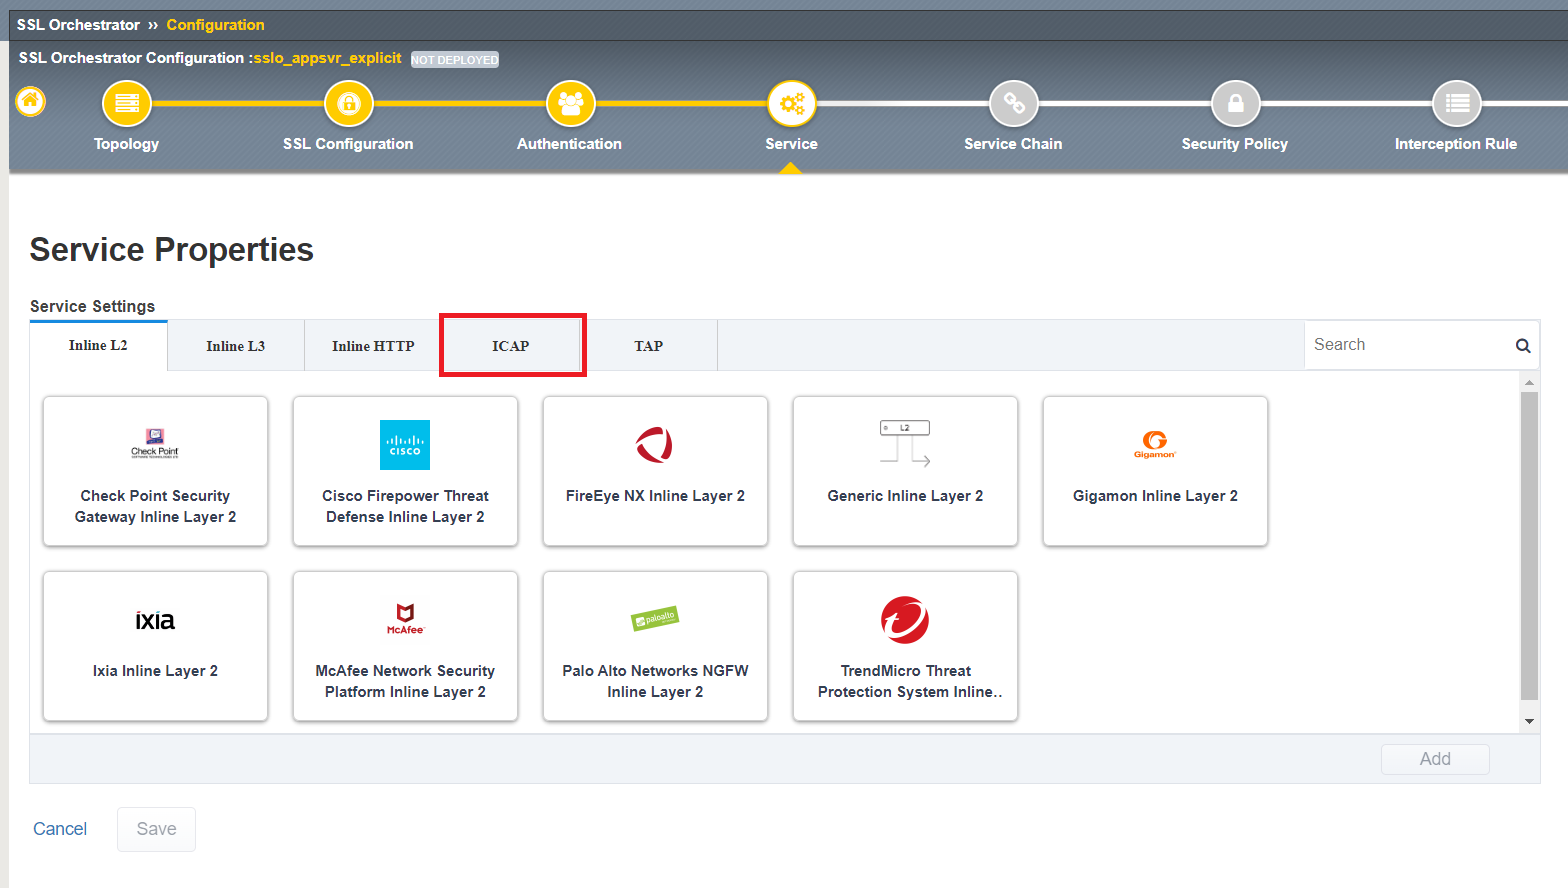 SSL Orchestrator » Configuration
SSL Orchestrator Configuration :sslo_appsvr_explicit NOT DEPLOYED
Topology
SSL Configuration
Authentication
Service
Service Chain
Security Policy
Interception Rule
Service Properties
Service Settings
Inline L2
Inline L3
Inline HTTP
ICAP
TAP
Search
Check Point
Check Point Security
Gateway Inline Layer 2
CISCO
Cisco Firepower Threat
Defense Inline Layer 2
FireEye NX Inline Layer 2
L2
Generic Inline Layer 2
Gigamon
Gigamon Inline Layer 2
ixia
Ixia Inline Layer 2
McAfee
McAfee Network Security
Platform Inline Layer 2
paloalto
Palo Alto Networks NGFW
Inline Layer 2
TrendMicro Threat
Protection System Inline..
Add
Cancel
Save